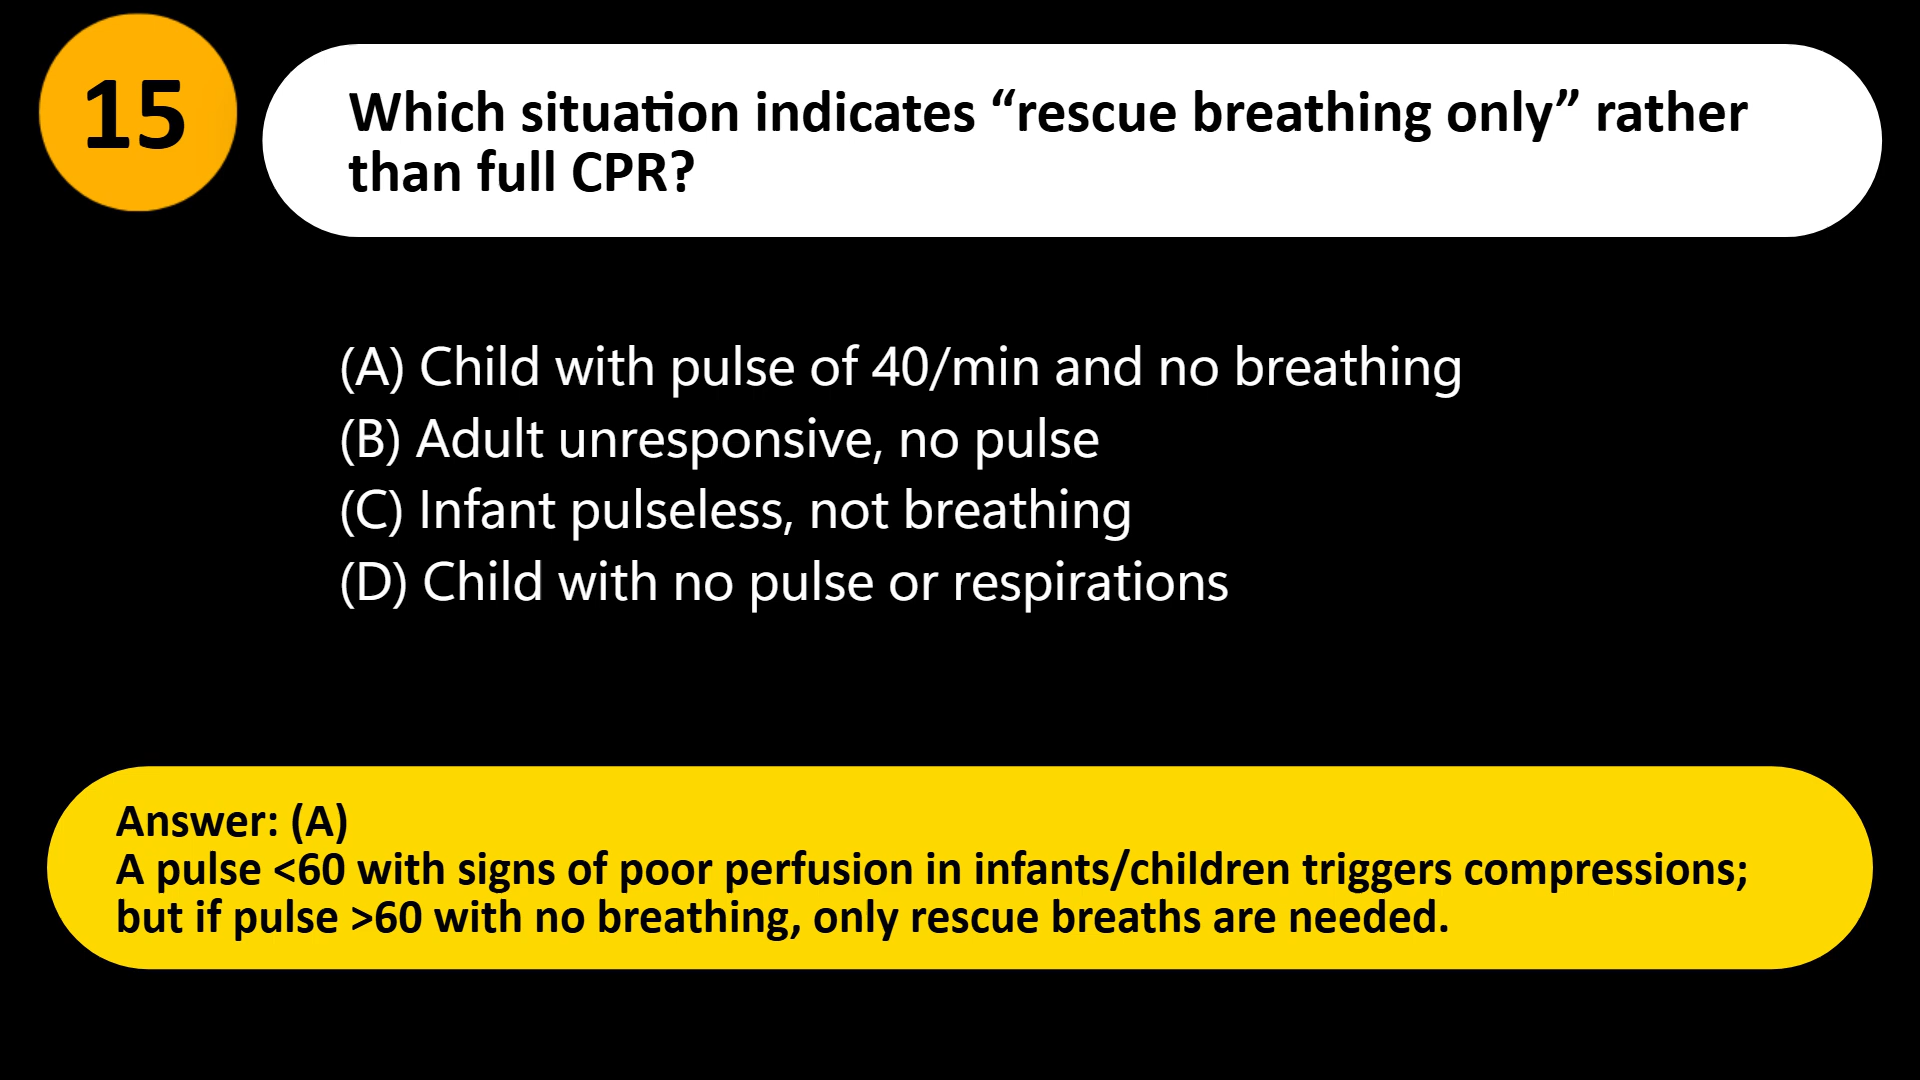 15
Which situation indicates “rescue breathing only” rather
than full CPR?
(A) Child with pulse of 40/min and no breathing
(B) Adult unresponsive, no pulse
(C) Infant pulseless, not breathing
(D) Child with no pulse or respirations
Answer: (A)
A pulse <60 with signs of poor perfusion in infants/children triggers compressions;
but if pulse >60 with no breathing, only rescue breaths are needed.